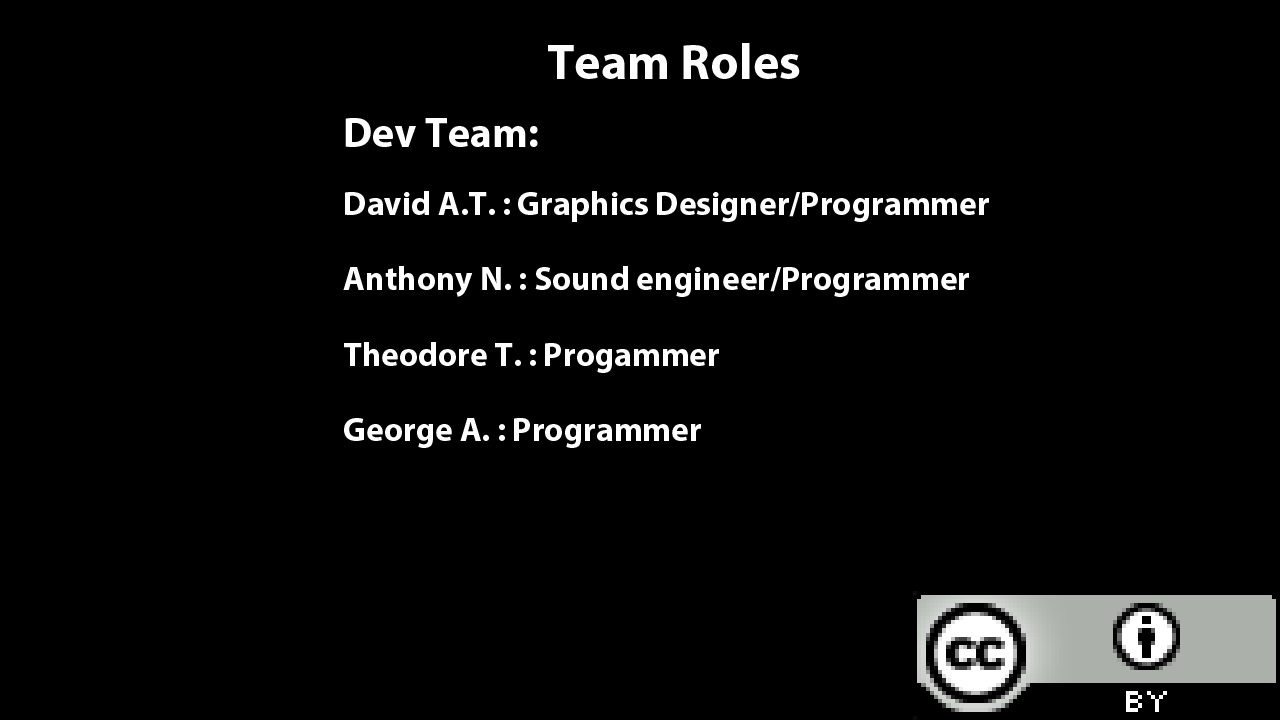 Team Roles
Dev Team:
David A.T. : Graphics Designer/Programmer
Anthony N. : Sound engineer/Programmer
Theodore T. : Progammer
George A. : Programmer
CC
BY